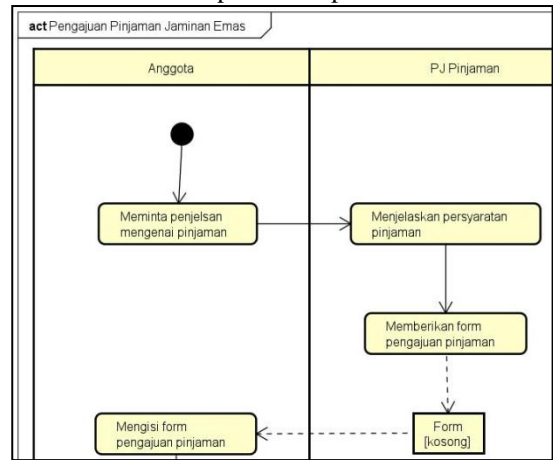 act Pengajuan Pinjaman Jaminan Emas
Anggota
PJ Pinjaman
Meminta penjelsan
mengenai pinjaman
Menjelaskan persyaratan
pinjaman
Memberikan form
pengajuan pinjaman
Mengisi form
pengajuan pinjaman
Form
[kosong]